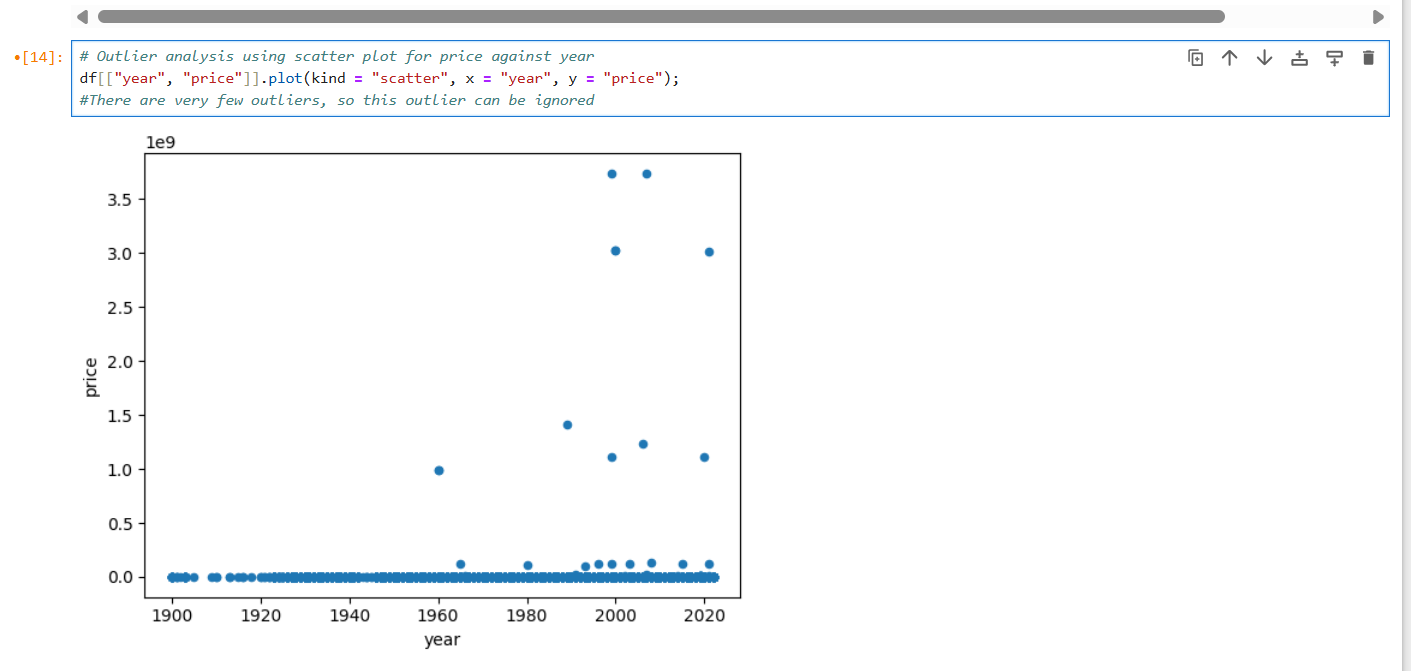 •[14]:
# Outlier analysis using scatter plot for price against year
df[["year", "price"]].plot(kind = "scatter", x = "year", y = "price");
#There are very few outliers, so this outlier can be ignored
1e9
3.5
3.0
2.5
2.0
1.5
1.0
0.5
0.0
price
1900 1920 1940 1960 1980 2000 2020
year